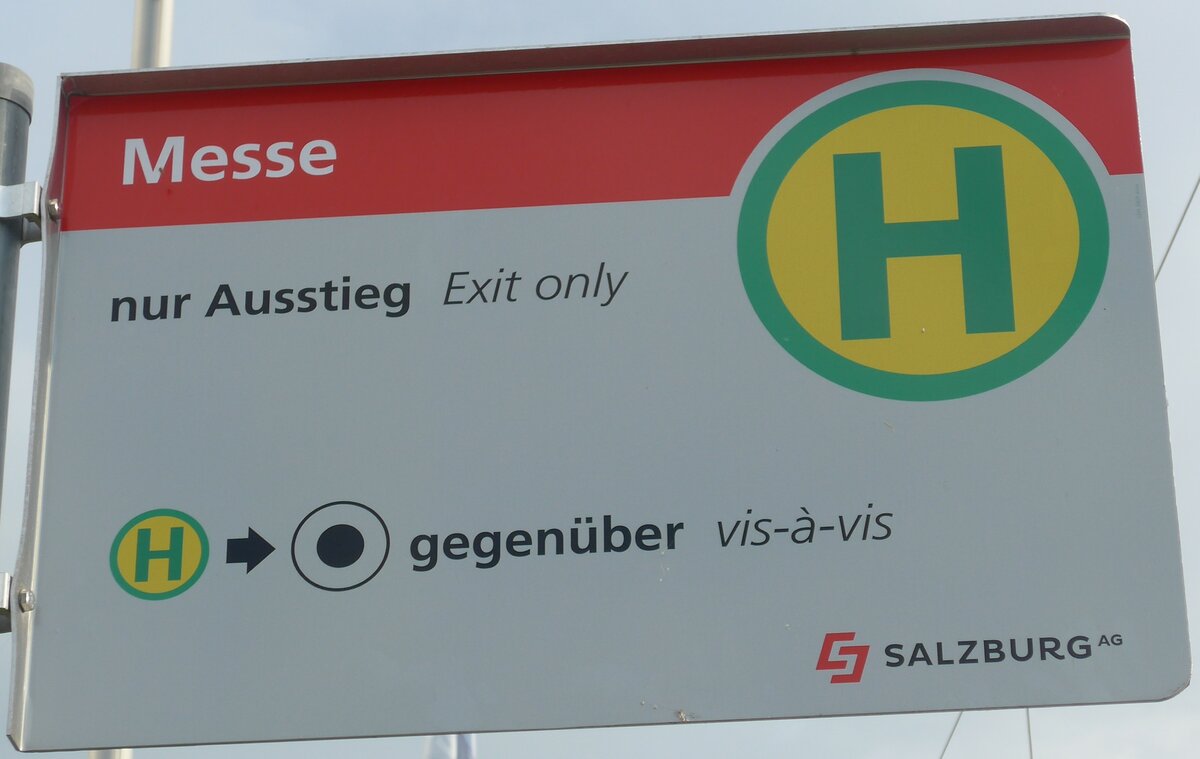 Messe
H
nur Ausstieg Exit only
H gegenüber vis-à-vis
SALZBURG AG